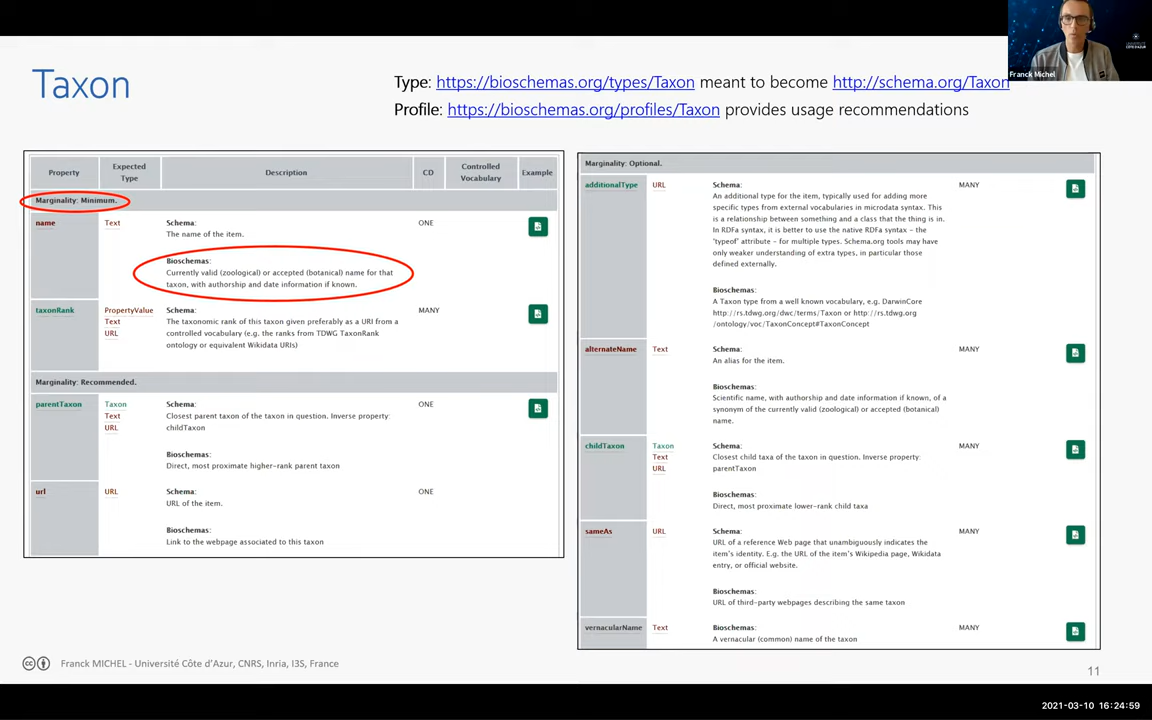 Franck Michel
Taxon
Type: https://bioschemas.org/types/Taxon meant to become http://schema.org/Taxon
Profile: https://bioschemas.org/profiles/Taxon provides usage recommendations
Property Expected Type Description CD Controlled Vocabulary Example
Marginality: Minimum.
name Text Schema: ONE
The name of the item.
Bioschemas:
Currently valid (zoological) or accepted (botanical) name for that
taxon, with authorship and date information if known.
taxonRank PropertyValue Schema: MANY
Text The taxonomic rank of this taxon given preferably as a URI from a
URL controlled vocabulary (e.g. the ranks from TDWG TaxonRank
ontology or equivalent Wikidata URIs)
Marginality: Recommended.
parentTaxon Taxon Schema: ONE
Text Closest parent taxon of the taxon in question. Inverse property:
URL childTaxon
Bioschemas:
Direct, most proximate higher-rank parent taxon
url URL Schema: ONE
URL of the item.
Bioschemas:
Link to the webpage associated to this taxon
Marginality: Optional.
additionalType URL Schema: MANY
An additional type for the item, typically used for adding more
specific types from external vocabularies in microdata syntax. This
is a relationship between something and a class that the thing is in.
In RDFa syntax, it is better to use the native RDFa syntax - the
'typeof' attribute - for multiple types. Schema.org tools may have
only weaker understanding of extra types, in particular those
defined externally.
Bioschemas:
A Taxon type from a well known vocabulary, e.g. DarwinCore
http://rs.tdwg.org/dwc/terms/Taxon or http://rs.tdwg.org
/ontology/voc/TaxonConcept#TaxonConcept
alternateName Text Schema: MANY
An alias for the item.
Bioschemas:
Scientific name, with authorship and date information if known, of a
synonym of the currently valid (zoological) or accepted (botanical)
name.
childTaxon Taxon Schema: MANY
Text Closest child taxa of the taxon in question. Inverse property:
URL parentTaxon
Bioschemas:
Direct, most proximate lower-rank child taxa
sameAs URL Schema: MANY
URL of a reference Web page that unambiguously indicates the
item's identity. E.g. the URL of the item's Wikipedia page, Wikidata
entry, or official website.
Bioschemas:
URL of third-party webpages describing the same taxon
vernacularName Text Bioschemas: MANY
A vernacular (common) name of the taxon
Franck MICHEL - Université Côte d'Azur, CNRS, Inria, I3S, France
11
2021-03-10 16:24:59